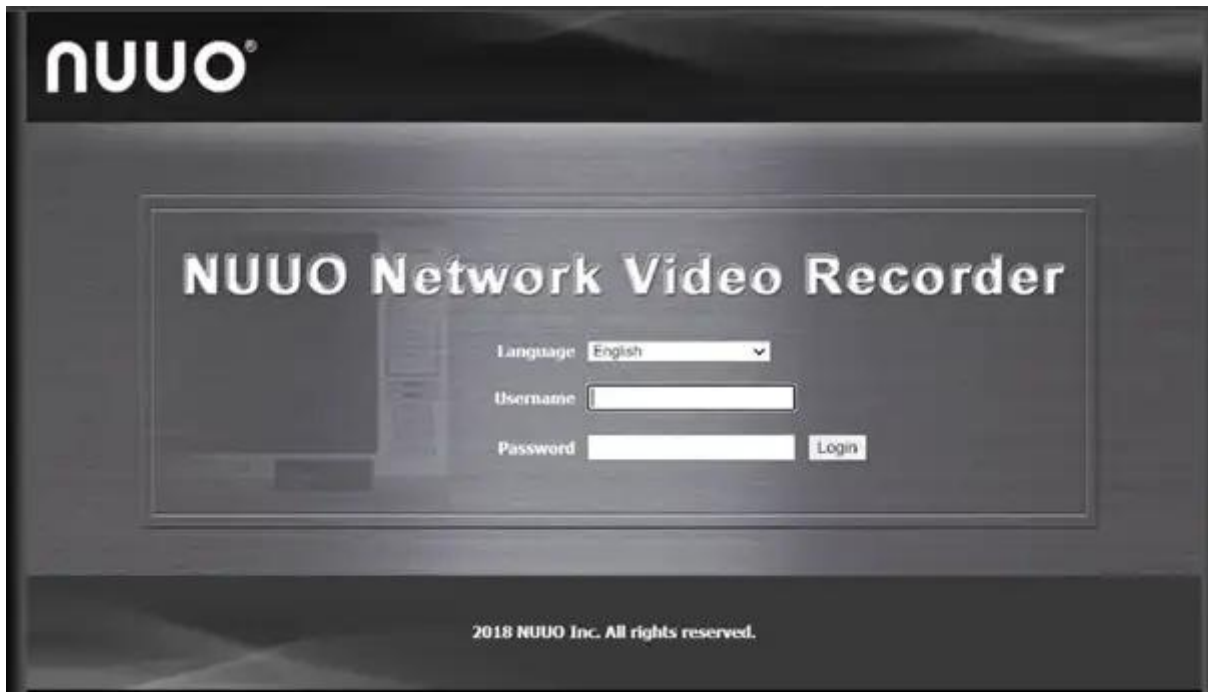 nuuo®
NUUO Network Video Recorder
Language English
Username
Password Login
2018 NUUO Inc. All rights reserved.